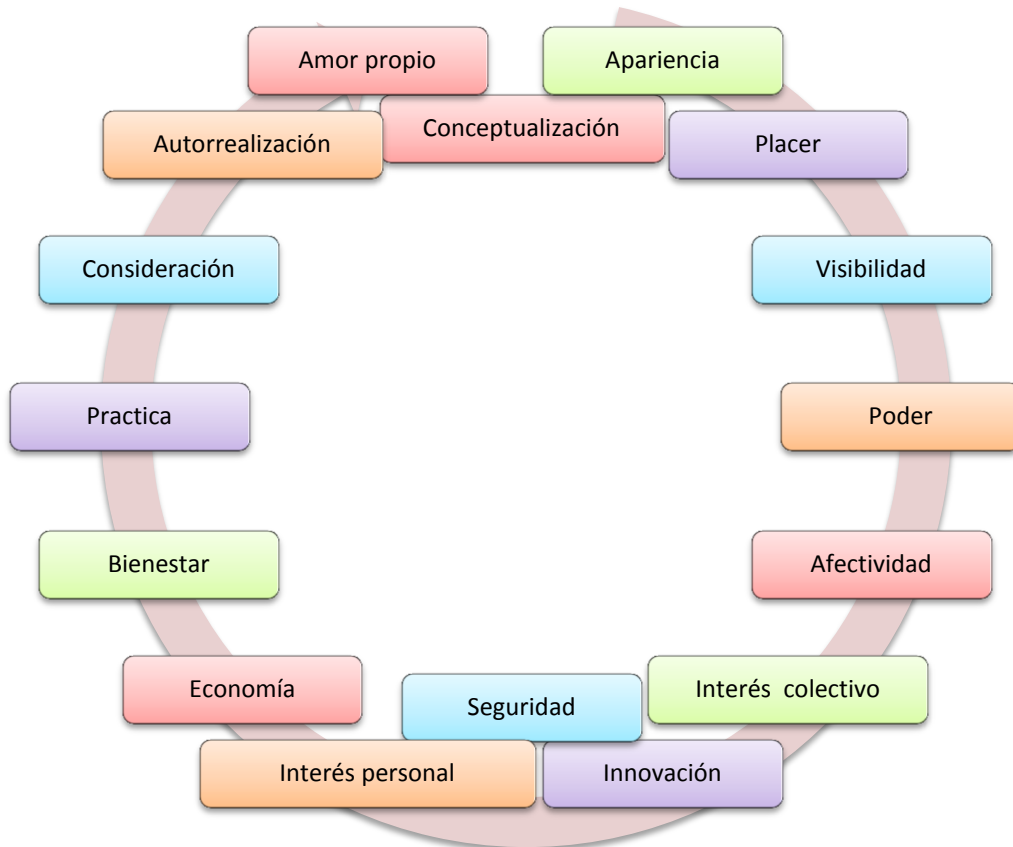 Amor propio
Apariencia
Conceptualización
Autorrealización
Placer
Consideración
Visibilidad
Practica
Poder
Bienestar
Afectividad
Economía
Interés colectivo
Seguridad
Interés personal
Innovación